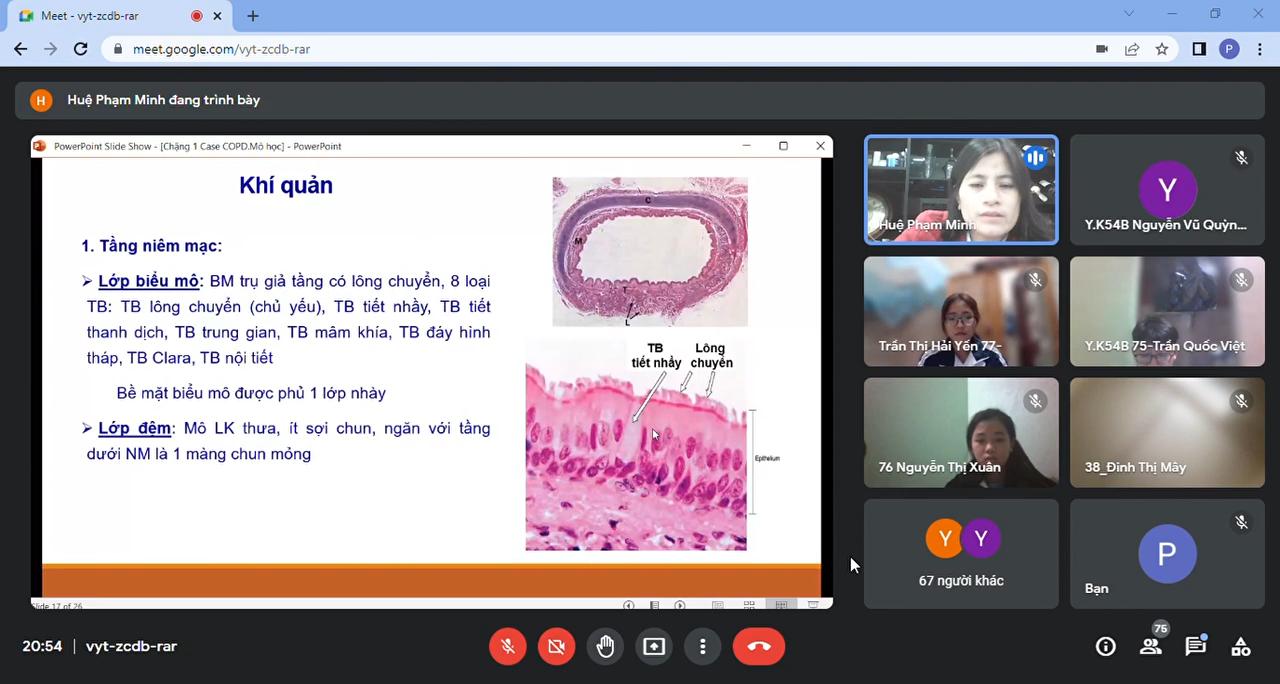 Meet - vyt-zcdb-rar
meet.google.com/vyt-zcdb-rar
P
H
Huệ Phạm Minh đang trình bày
PowerPoint Slide Show - [Chặng 1 Case COPD.Mô học] - PowerPoint
Khí quản
1. Tầng niêm mạc:
➢ Lớp biểu mô: BM trụ giả tầng có lông chuyển, 8 loại
TB: TB lông chuyển (chủ yếu), TB tiết nhầy, TB tiết
thanh dịch, TB trung gian, TB mâm khía, TB đáy hình
tháp, TB Clara, TB nội tiết
Bề mặt biểu mô được phủ 1 lớp nhày
➢ Lớp đệm: Mô LK thưa, ít sợi chun, ngăn với tầng
dưới NM là 1 màng chun mỏng
C
M
T
L
TB
tiết nhầy
Lông
chuyển
Epithelium
C
Slide 17 of 26
Huệ Phạm Minh
Y
Y.K54B Nguyễn Vũ Quỳn...
Trần Thị Hải Yến 77-
Y.K54B 75-Trần Quốc Việt
76 Nguyễn Thị Xuân
38_Đinh Thị Mây
Y
Y
67 người khác
P
Bạn
20:54 | vyt-zcdb-rar
75